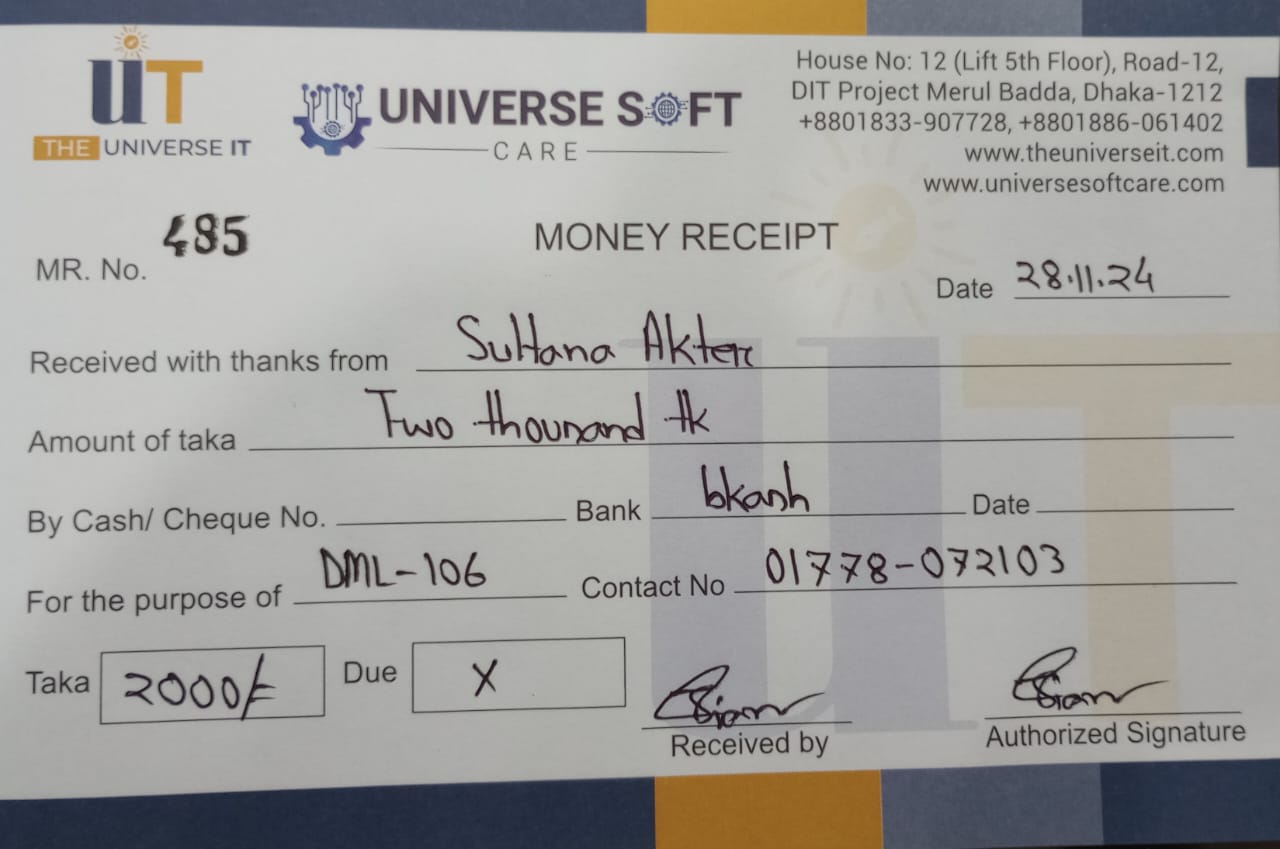 UT
THE UNIVERSE IT
UNIVERSE SOFT
CARE
House No: 12 (Lift 5th Floor), Road-12,
DIT Project Merul Badda, Dhaka-1212
+8801833-907728, +8801886-061402
www.theuniverseit.com
www.universesoftcare.com
MR. No. 485
MONEY RECEIPT
Date 28.11.24
Received with thanks from Sultana Akter
Amount of taka Two thousand tk
By Cash/ Cheque No. Bank bkash Date
For the purpose of DML-106 Contact No 01778-072103
Taka 2000/= Due X
Received by
Authorized Signature